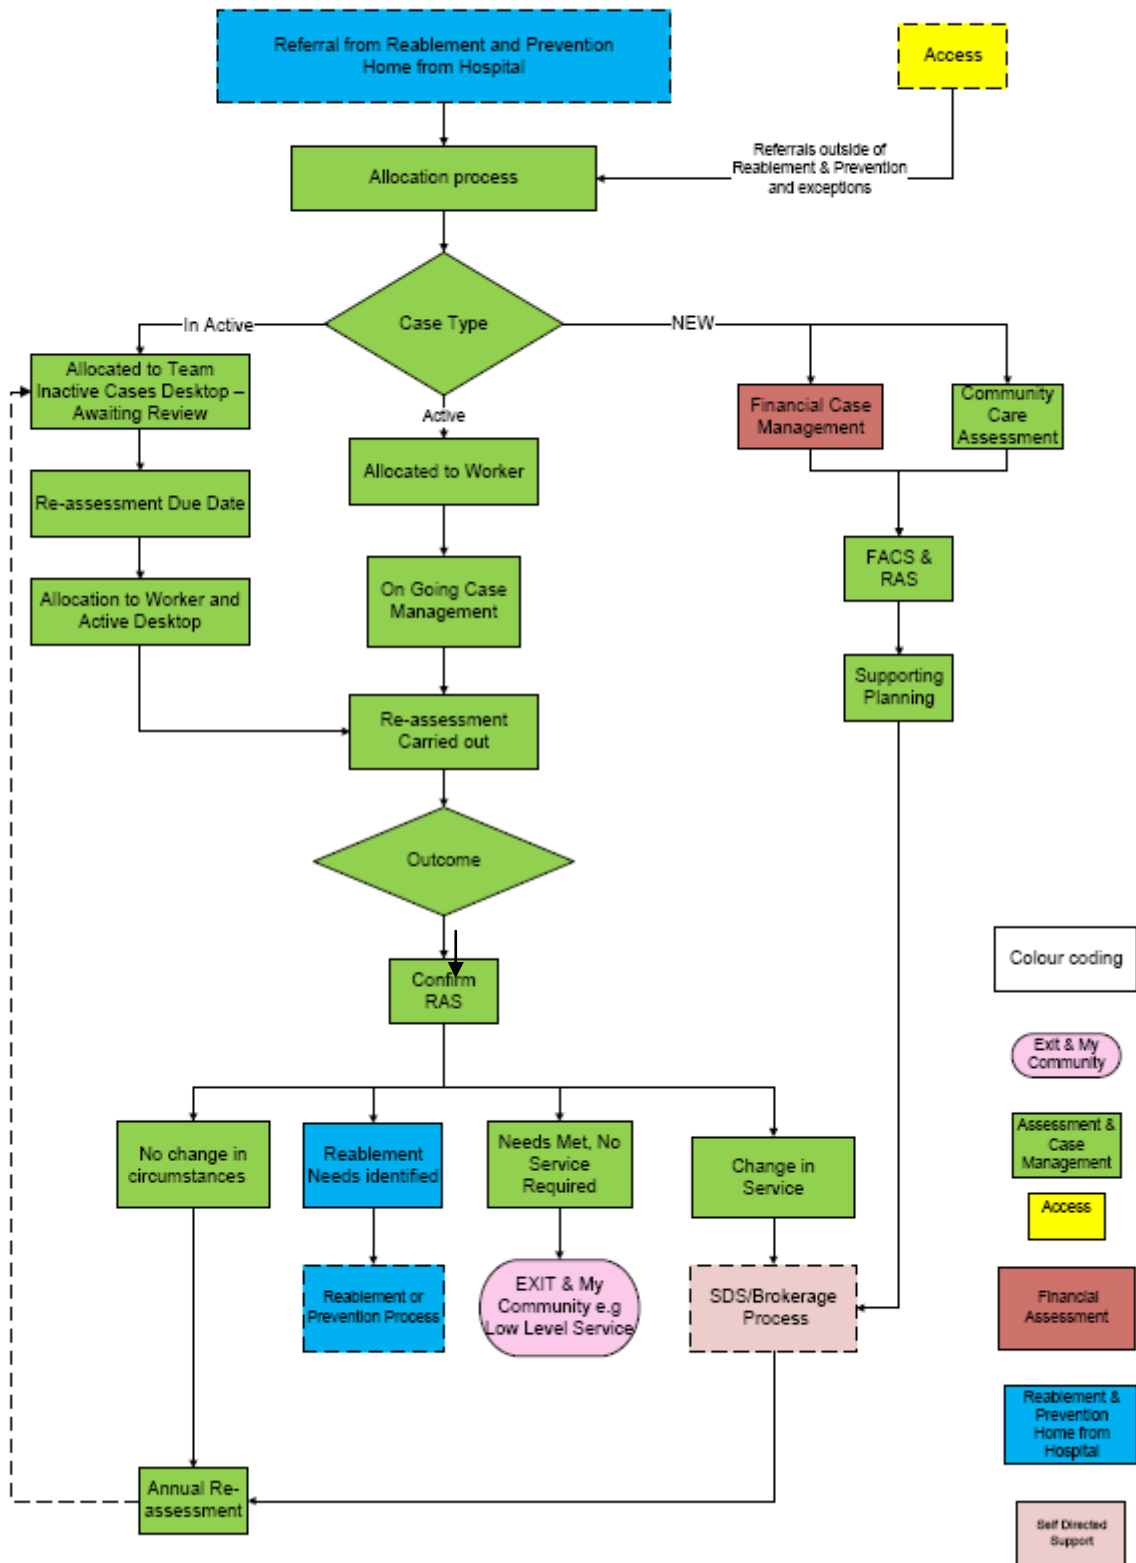 Referral from Reablement and Prevention
Home from Hospital
Access
Referrals outside of
Reablement & Prevention
and exceptions
Allocation process
Case Type
In Active
NEW
Active
Allocated to Team
Inactive Cases Desktop –
Awaiting Review
Financial Case
Management
Community
Care
Assessment
Allocated to Worker
Re-assessment Due Date
On Going Case
Management
FACS &
RAS
Allocation to Worker and
Active Desktop
Supporting
Planning
Re-assessment
Carried out
Outcome
Confirm
RAS
No change in
circumstances
Reablement
Needs identified
Needs Met, No
Service
Required
Change in
Service
Reablement or
Prevention Process
EXIT & My
Community e.g
Low Level Service
SDS/Brokerage
Process
Annual Re-
assessment
Colour coding
Exit & My
Community
Assessment &
Case
Management
Access
Financial
Assessment
Reablement &
Prevention
Home from
Hospital
Self Directed
Support